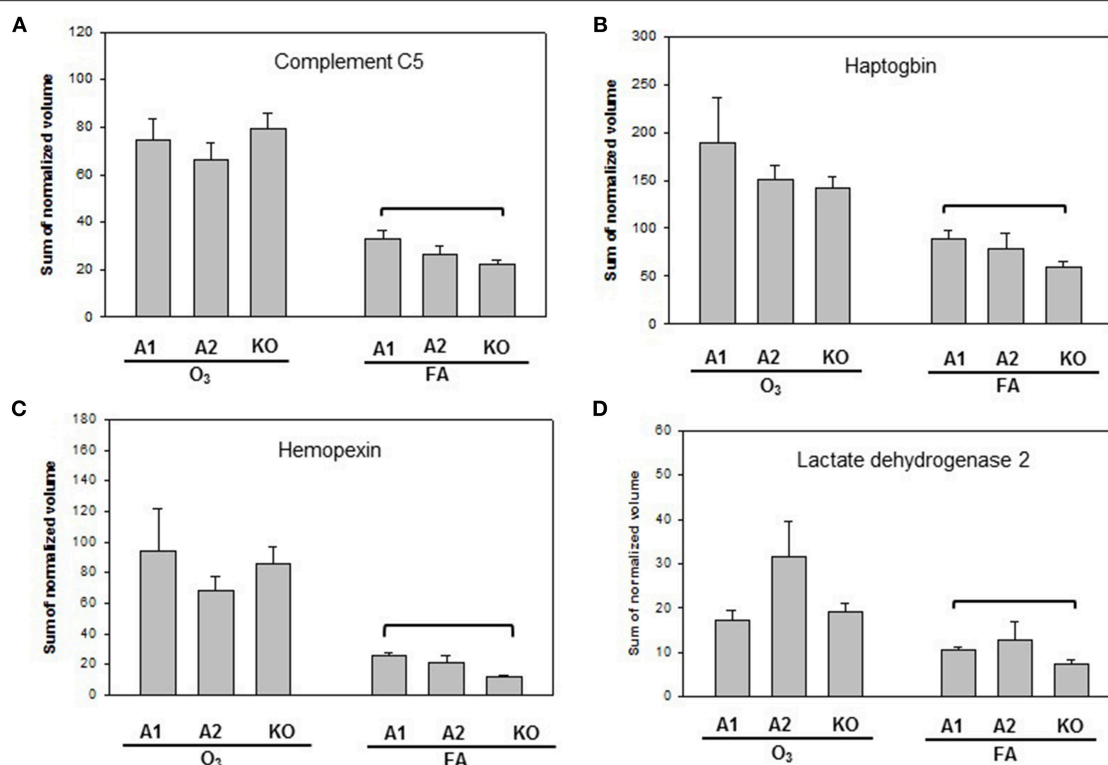 A
Complement C5
Sum of normalized volume
120
100
80
60
40
20
0
A1 A2 KO A1 A2 KO
O₃ FA
B
Haptogbin
Sum of normalized volume
300
250
200
150
100
50
0
A1 A2 KO A1 A2 KO
O₃ FA
C
Hemopexin
Sum of normalized volume
180
160
140
120
100
80
60
40
20
0
A1 A2 KO A1 A2 KO
O₃ FA
D
Lactate dehydrogenase 2
Sum of normalized volume
60
50
40
30
20
10
0
A1 A2 KO A1 A2 KO
O₃ FA